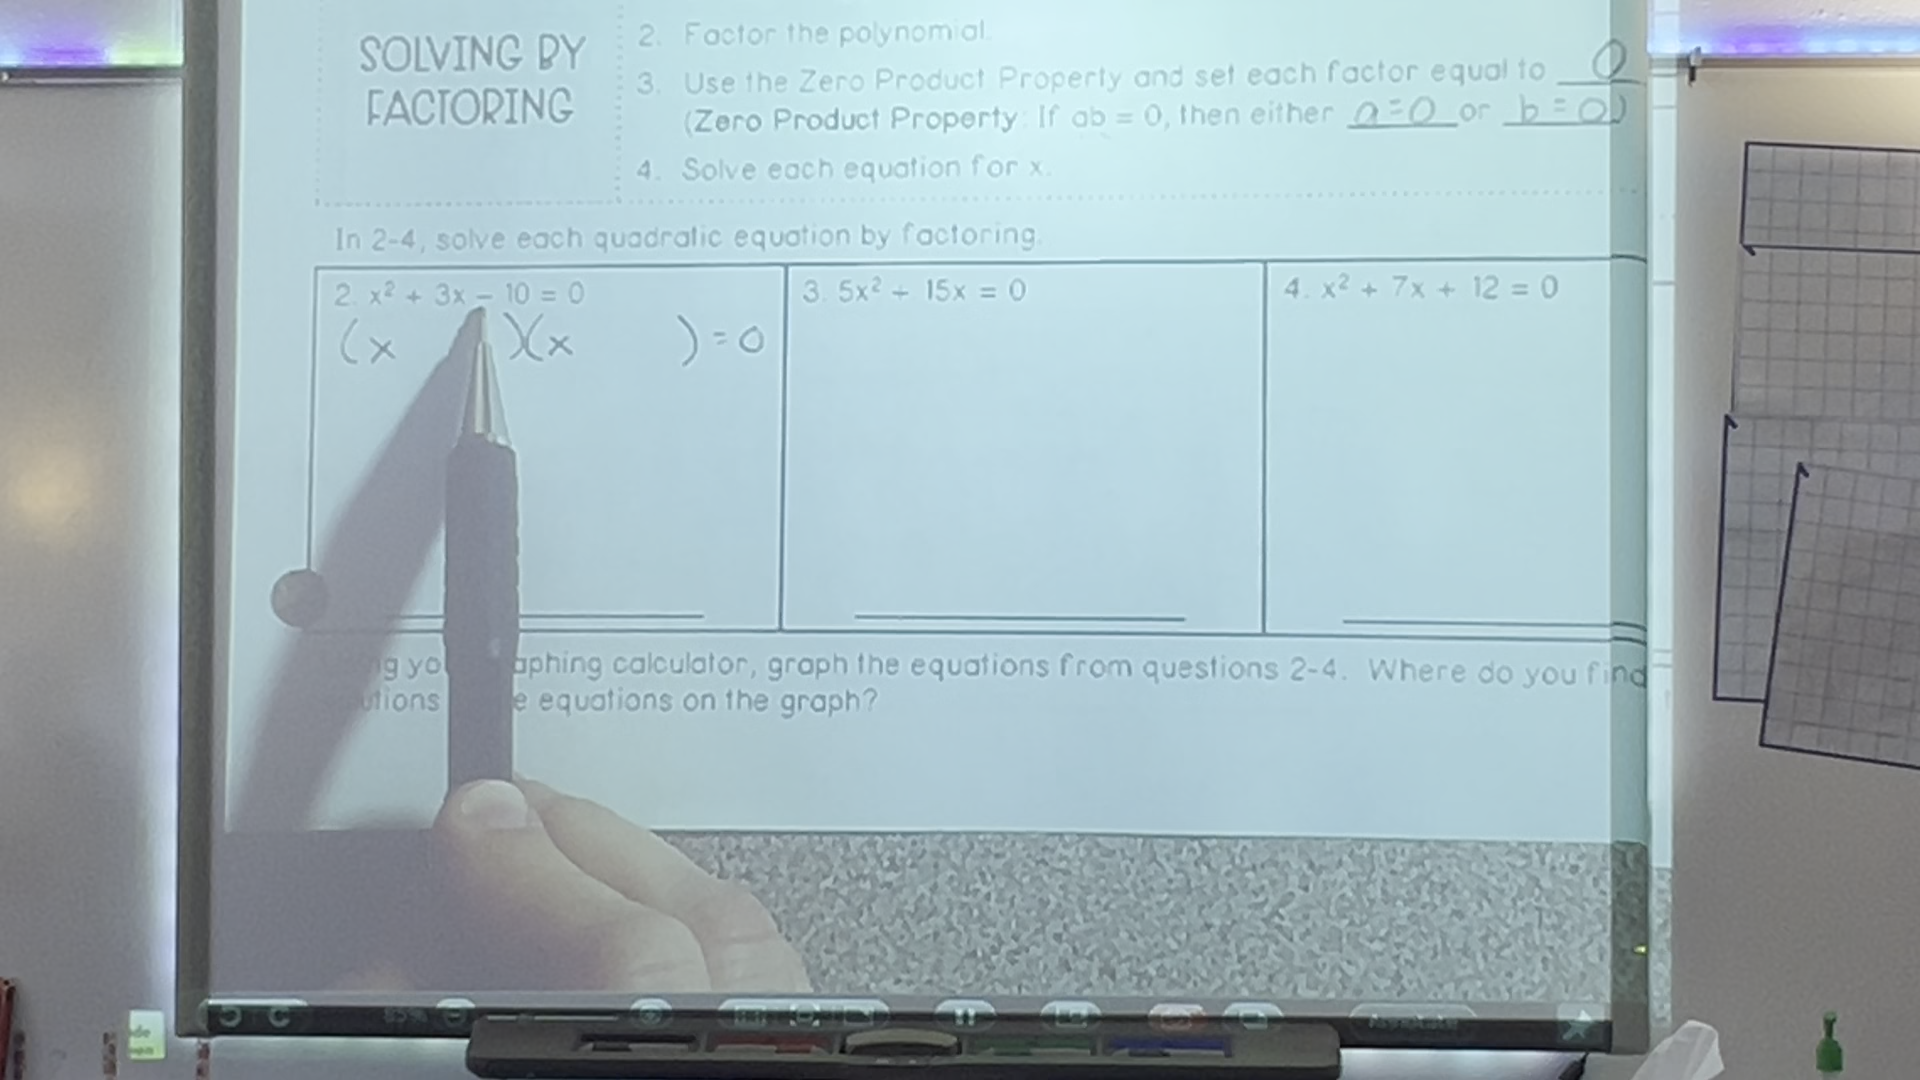 SOLVING BY
FACTORING
2. Factor the polynomial.
3. Use the Zero Product Property and set each factor equal to 0
(Zero Product Property: If ab = 0, then either a=0 or b=0)
4. Solve each equation for x.
In 2-4, solve each quadratic equation by factoring.
2. x² + 3x - 10 = 0
(x )(x ) = 0
3. 5x² + 15x = 0
4. x² + 7x + 12 = 0
graphing calculator, graph the equations from questions 2-4. Where do you find
equations on the graph?